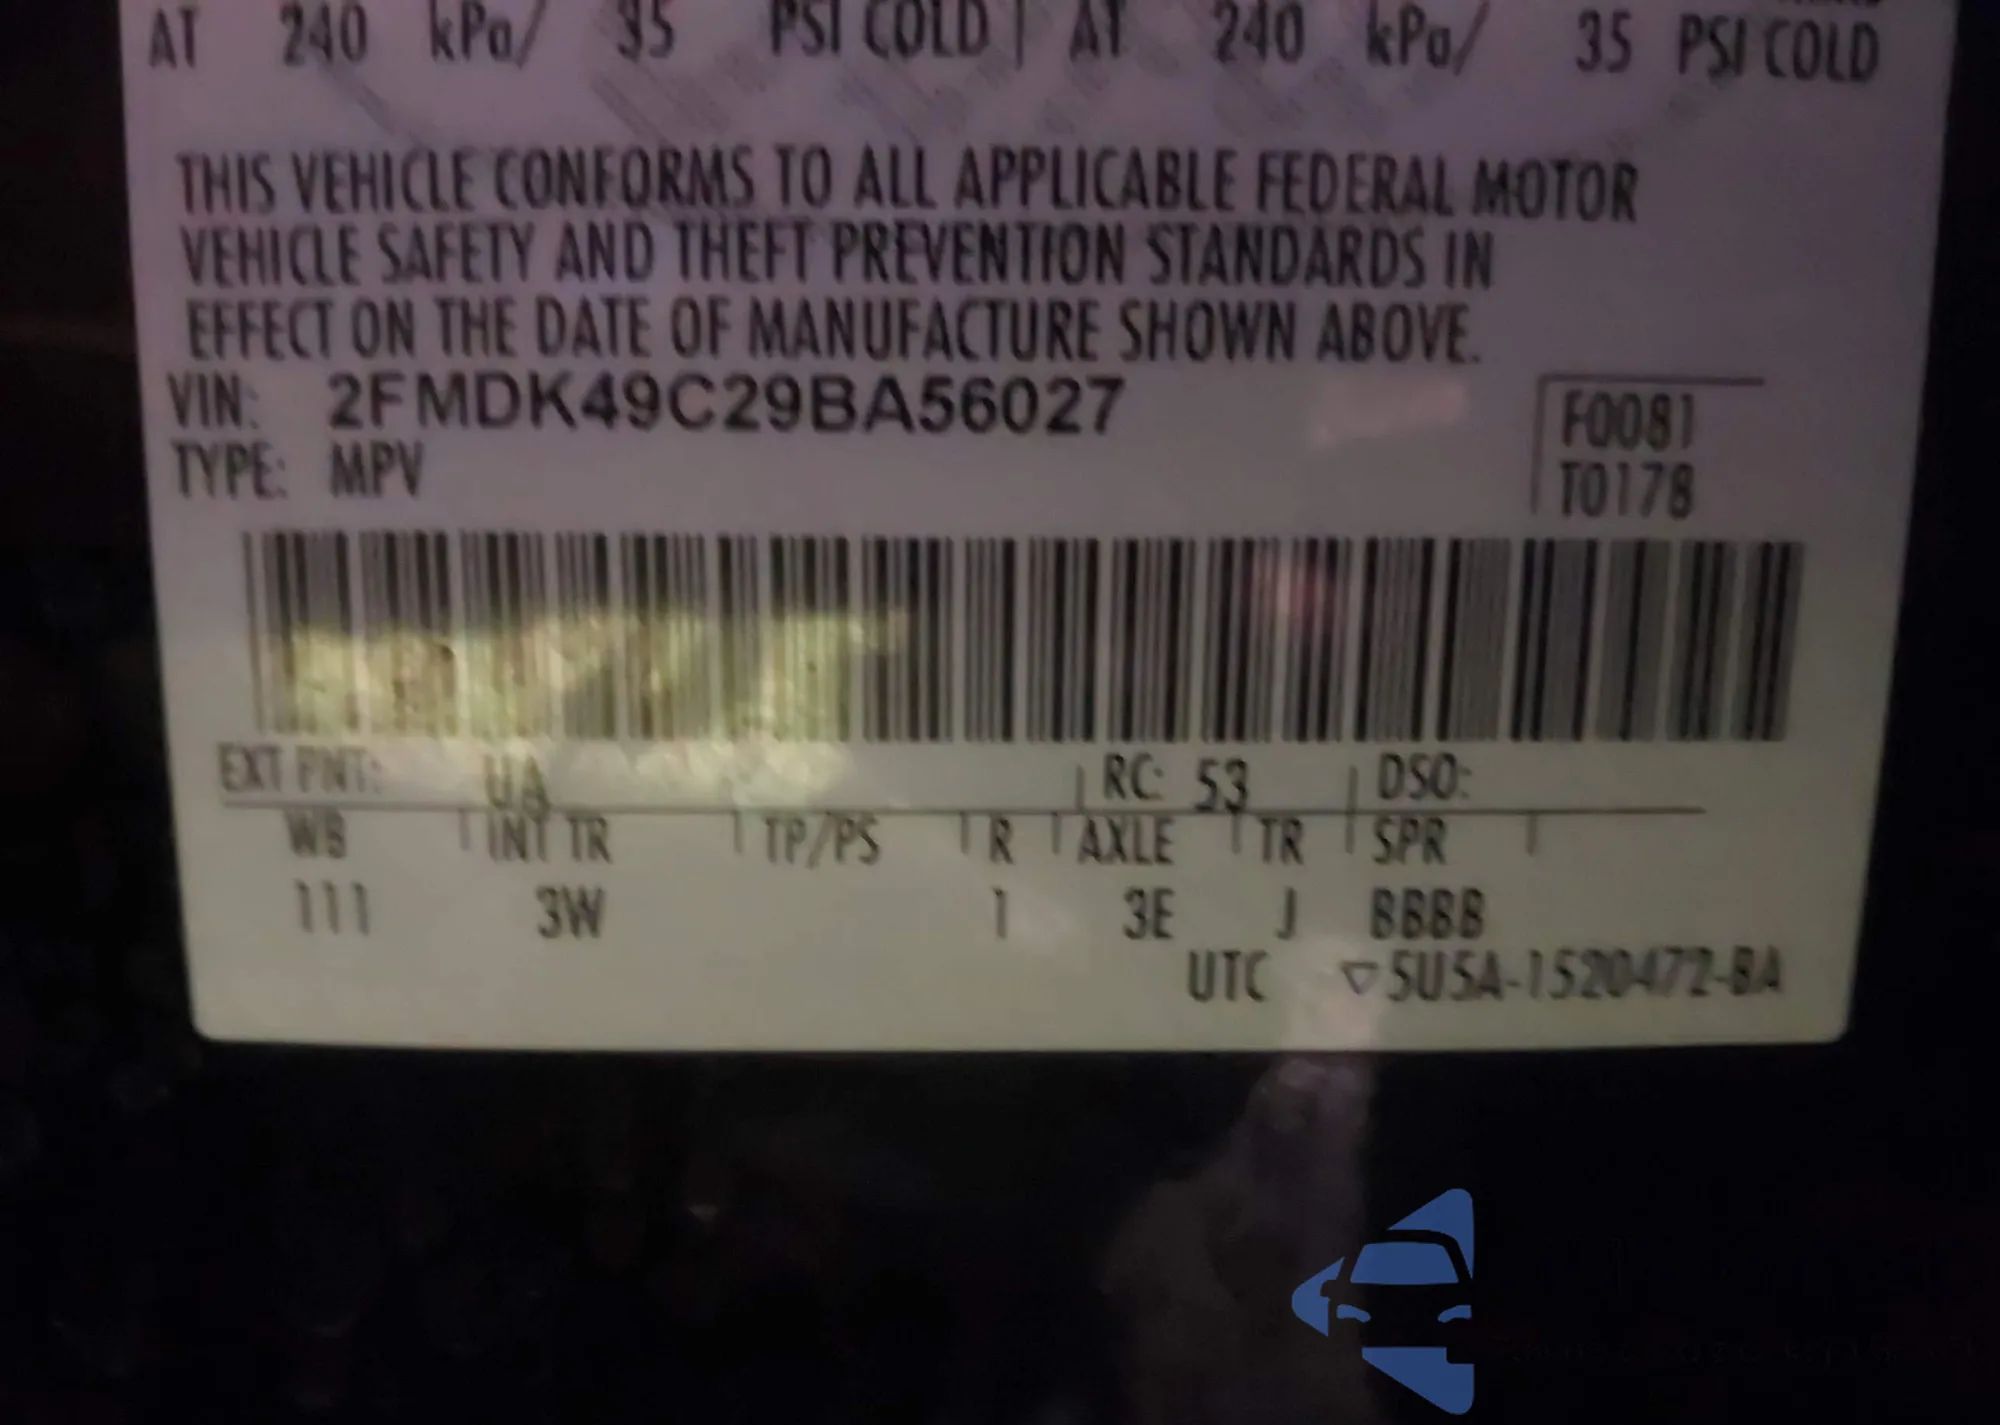 AT 240 kPa/ 35 PSI COLD | AT 240 kPa/ 35 PSI COLD
THIS VEHICLE CONFORMS TO ALL APPLICABLE FEDERAL MOTOR
VEHICLE SAFETY AND THEFT PREVENTION STANDARDS IN
EFFECT ON THE DATE OF MANUFACTURE SHOWN ABOVE.
VIN: 2FMDK49C29BA56027
TYPE: MPV
F0081
T0178
EXT PNT: UA RC: 53 DSO:
WB INT TR TP/PS R AXLE TR SPR
111 3W 1 3E J BBBB
UTC ▽5U5A-1520472-BA